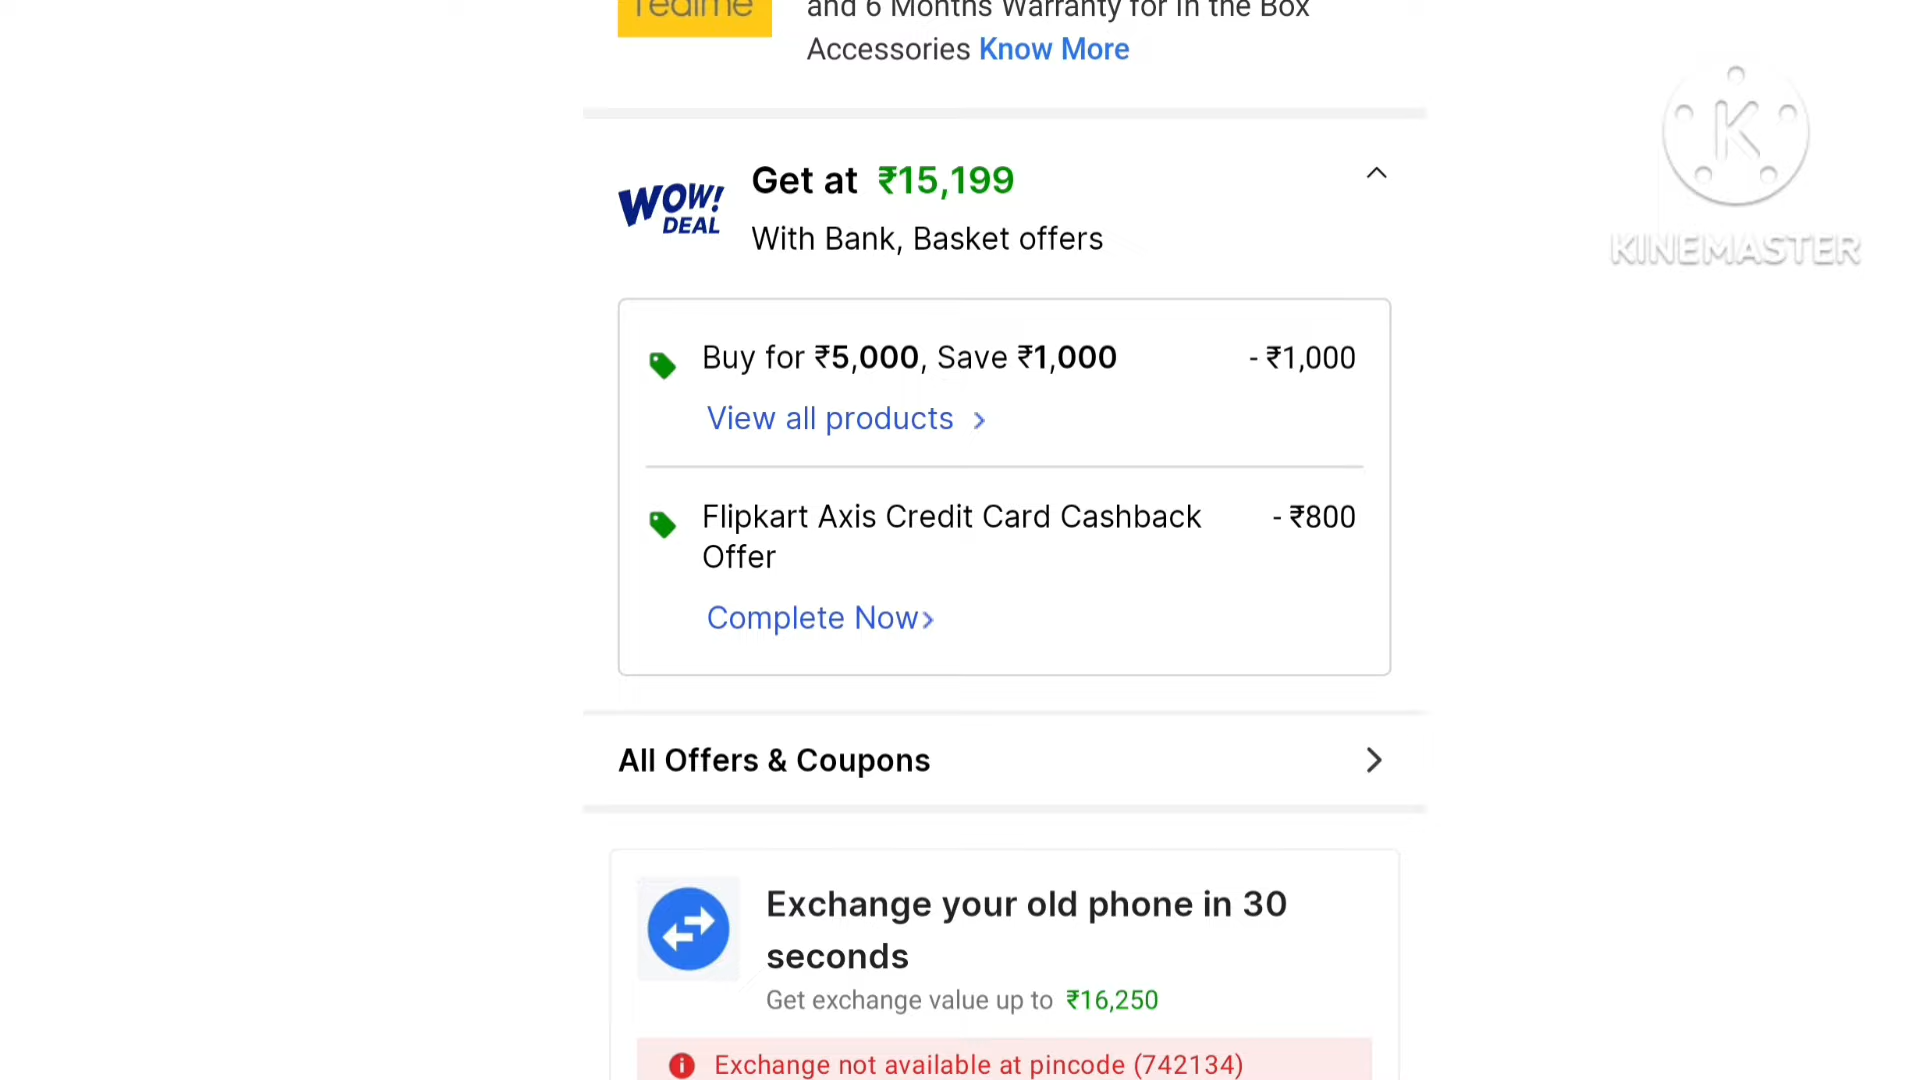 realme
and 6 Months Warranty for In the Box
Accessories Know More
WOW!
DEAL
Get at ₹15,199
With Bank, Basket offers
Buy for ₹5,000, Save ₹1,000 - ₹1,000
View all products
Flipkart Axis Credit Card Cashback - ₹800
Offer
Complete Now
All Offers & Coupons
Exchange your old phone in 30
seconds
Get exchange value up to ₹16,250
Exchange not available at pincode (742134)
K
KINEMASTER